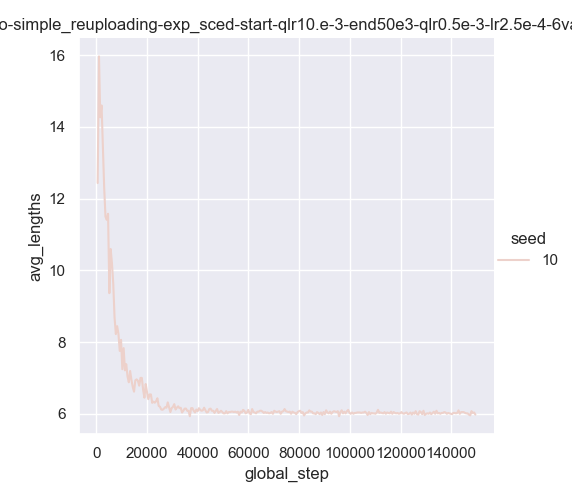 o-simple_reuploading-exp_sced-start-qlr10.e-3-end50e3-qlr0.5e-3-lr2.5e-4-6va
16
14
12
10
8
6
avg_lengths
seed
10
0 20000 40000 60000 80000 100000 120000 140000
global_step